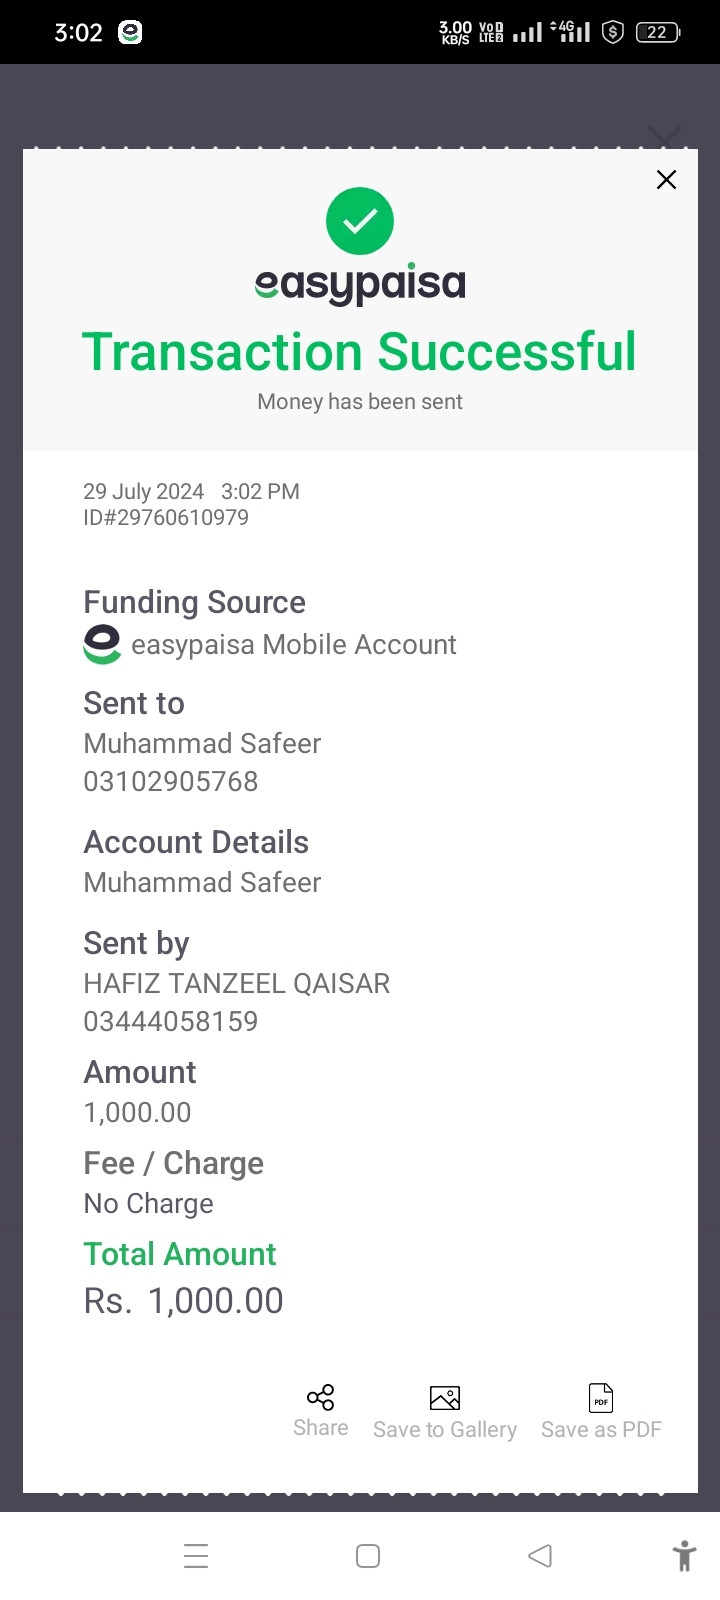 3:02
3.00 KB/S
Vo D LTE 2
4G
22
easypaisa
Transaction Successful
Money has been sent
29 July 2024 3:02 PM
ID#29760610979
Funding Source
easypaisa Mobile Account
Sent to
Muhammad Safeer
03102905768
Account Details
Muhammad Safeer
Sent by
HAFIZ TANZEEL QAISAR
03444058159
Amount
1,000.00
Fee / Charge
No Charge
Total Amount
Rs. 1,000.00
PDF
Share Save to Gallery Save as PDF